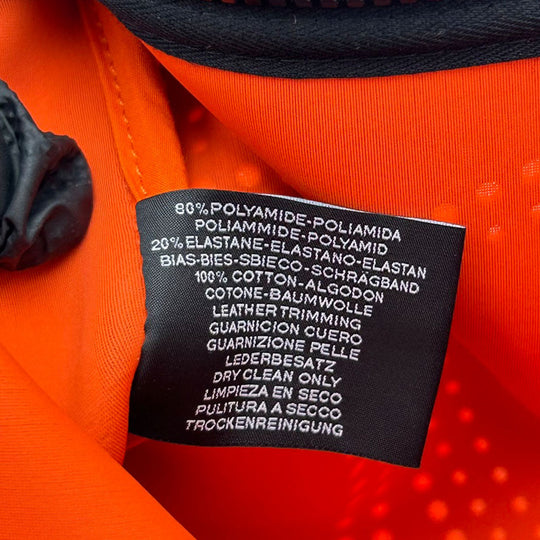 80% POLYAMIDE-POLIAMIDA
POLIAMMIDE-POLYAMID
20% ELASTANE-ELASTANO-ELASTAN
BIAS-BIES-SBIECO-SCHRÄGBAND
100% COTTON-ALGODON
COTONE-BAUMWOLLE
LEATHER TRIMMING
GUARNICION CUERO
GUARNIZIONE PELLE
LEDERBESATZ
DRY CLEAN ONLY
LIMPIEZA EN SECO
PULITURA A SECCO
TROCKENREINIGUNG